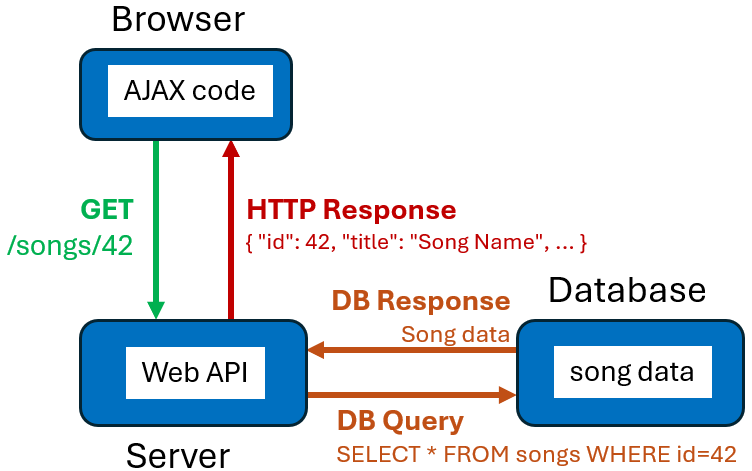 Browser
AJAX code
GET
/songs/42
HTTP Response
{ "id": 42, "title": "Song Name", ... }
DB Response
Song data
Database
Web API
song data
DB Query
SELECT * FROM songs WHERE id=42
Server